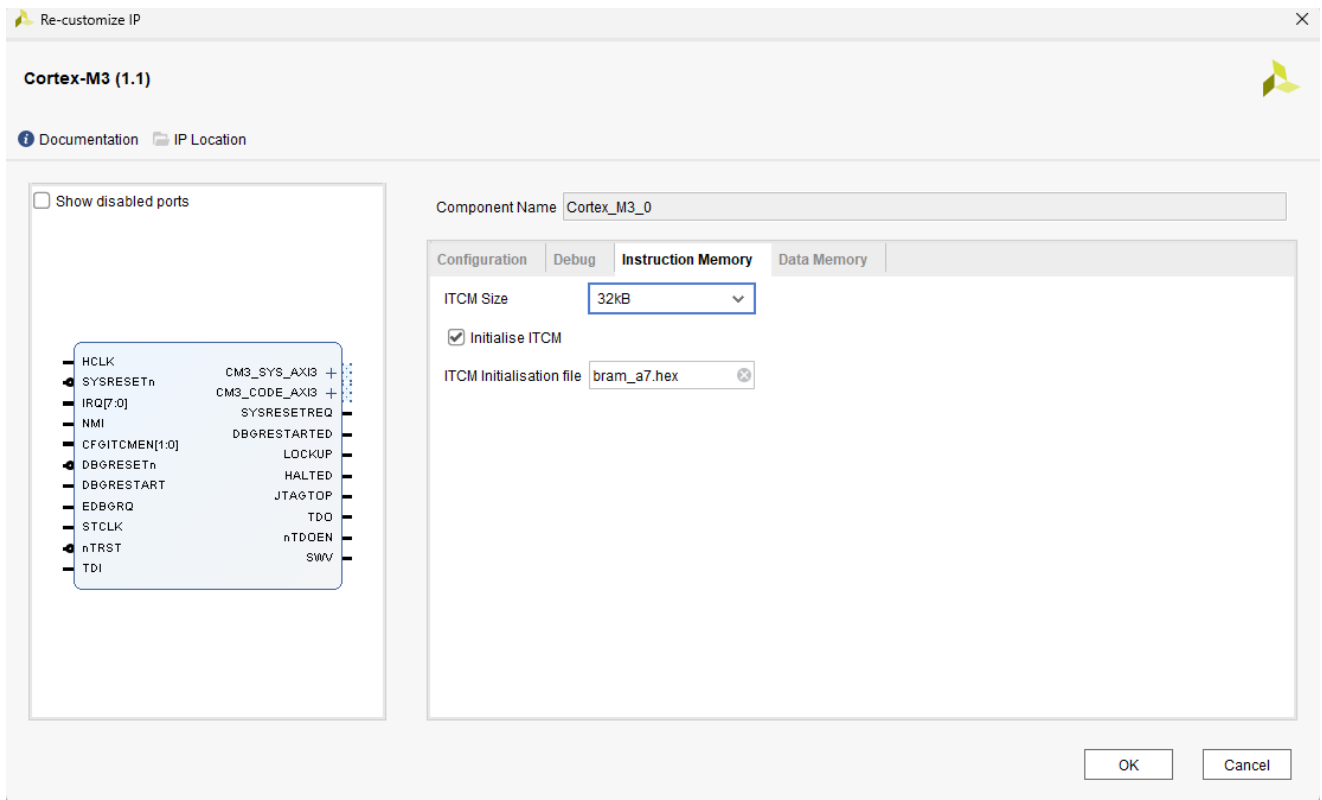 Re-customize IP
Cortex-M3 (1.1)
Documentation IP Location
Show disabled ports
HCLK
SYSRESETn
IRQ[7:0]
NMI
CFGITCMEN[1:0]
DBGRESETn
DBGRESTART
EDBGRQ
STCLK
nTRST
TDI
CM3_SYS_AXI3
CM3_CODE_AXI3
SYSRESETREQ
DBGRESTARTED
LOCKUP
HALTED
JTAGTOP
TDO
nTDOEN
SWV
Component Name Cortex_M3_0
Configuration Debug Instruction Memory Data Memory
ITCM Size 32kB
Initialise ITCM
ITCM Initialisation file bram_a7.hex
OK Cancel